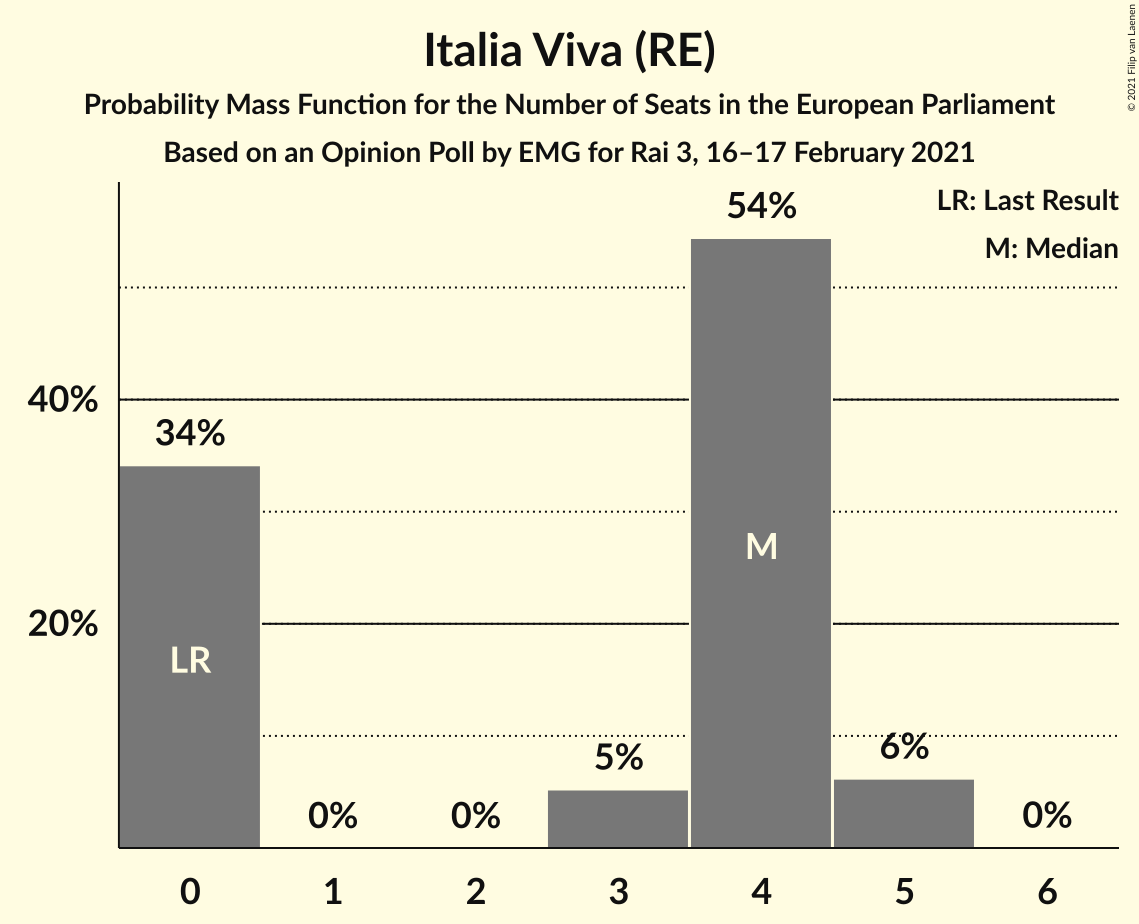 Italia Viva (RE)
Probability Mass Function for the Number of Seats in the European Parliament
Based on an Opinion Poll by EMG for Rai 3, 16–17 February 2021
© 2021 Filip van Laenen
LR: Last Result
M: Median
54%
40%
34%
M
20%
LR
6%
5%
0%
0%
0%
0 1 2 3 4 5 6